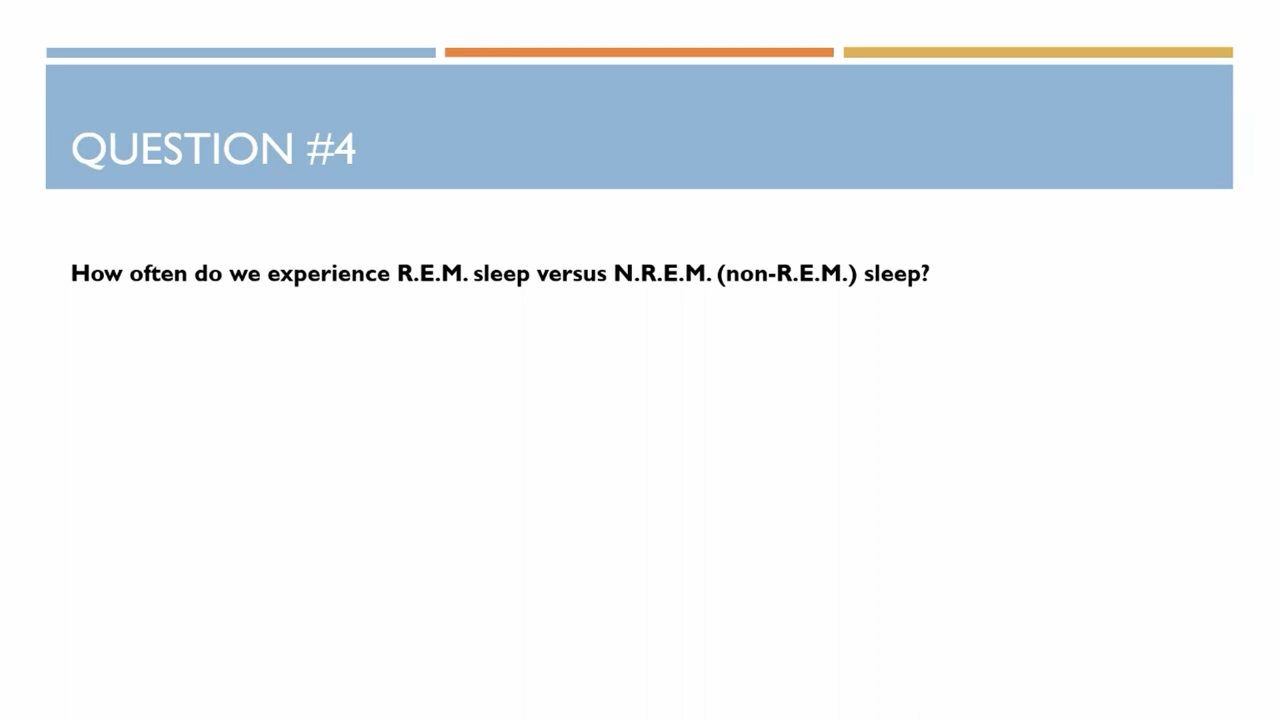 QUESTION #4
How often do we experience R.E.M. sleep versus N.R.E.M. (non-R.E.M.) sleep?